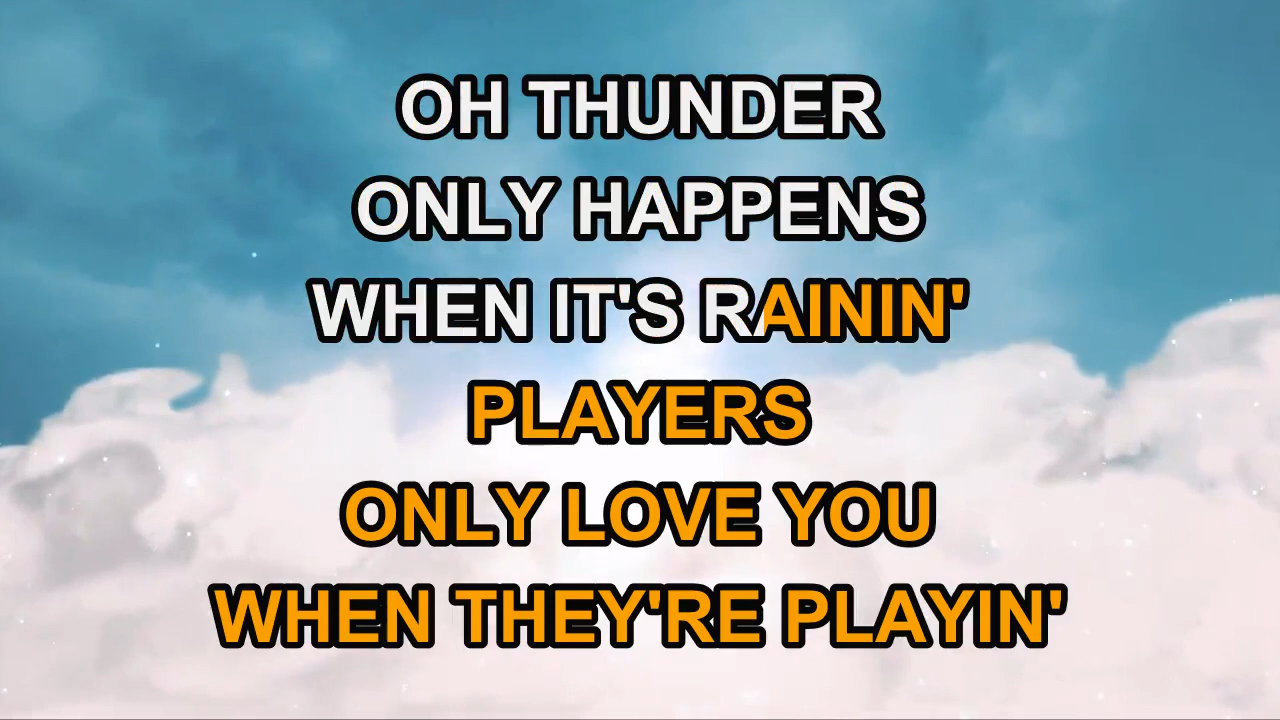 OH THUNDER
ONLY HAPPENS
WHEN IT'S RAININ'
PLAYERS
ONLY LOVE YOU
WHEN THEY'RE PLAYIN'